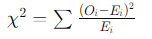 χ² = ∑ (Oᵢ−Eᵢ)² / Eᵢ